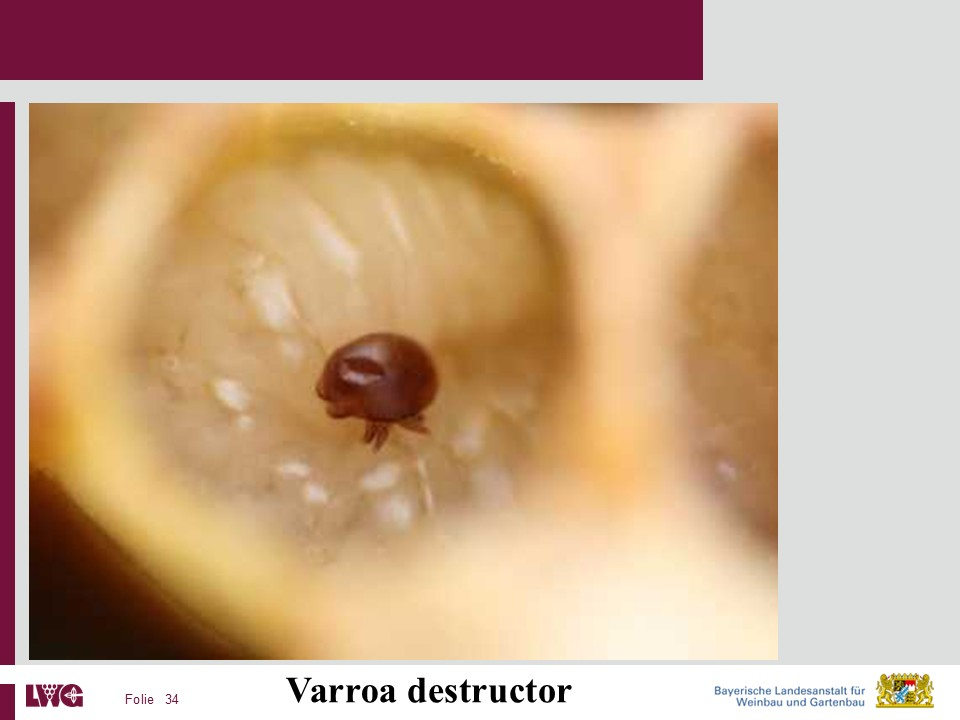 LWG
Folie 34
Varroa destructor
Bayerische Landesanstalt für
Weinbau und Gartenbau